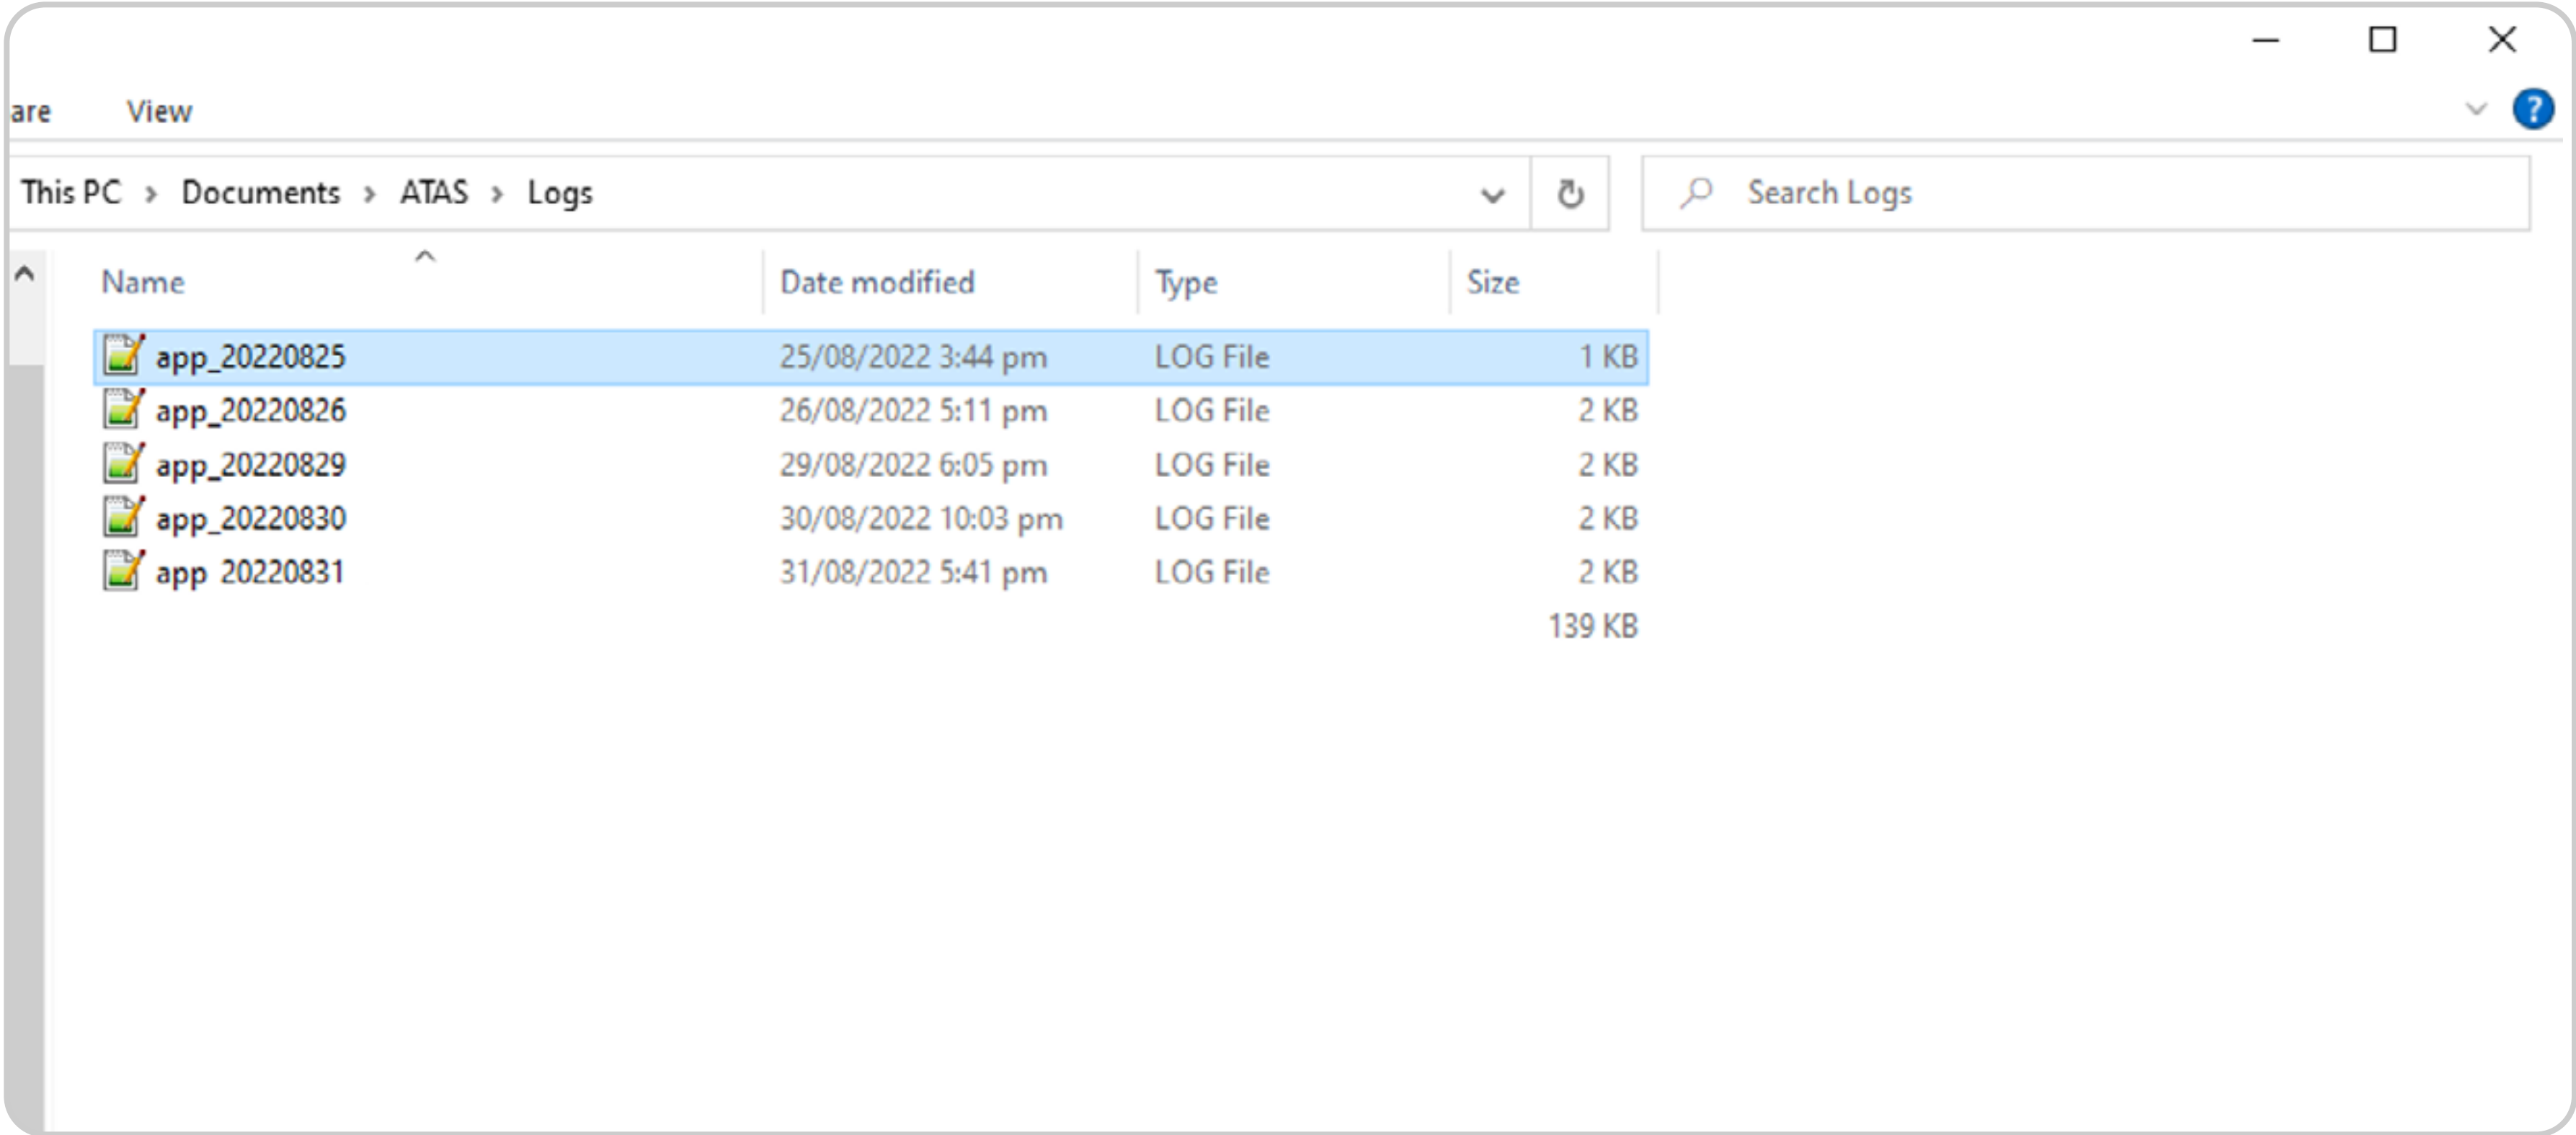 are View
?
This PC > Documents > ATAS > Logs Search Logs
Name Date modified Type Size
app_20220825 25/08/2022 3:44 pm LOG File 1 KB
app_20220826 26/08/2022 5:11 pm LOG File 2 KB
app_20220829 29/08/2022 6:05 pm LOG File 2 KB
app_20220830 30/08/2022 10:03 pm LOG File 2 KB
app 20220831 31/08/2022 5:41 pm LOG File 2 KB
139 KB